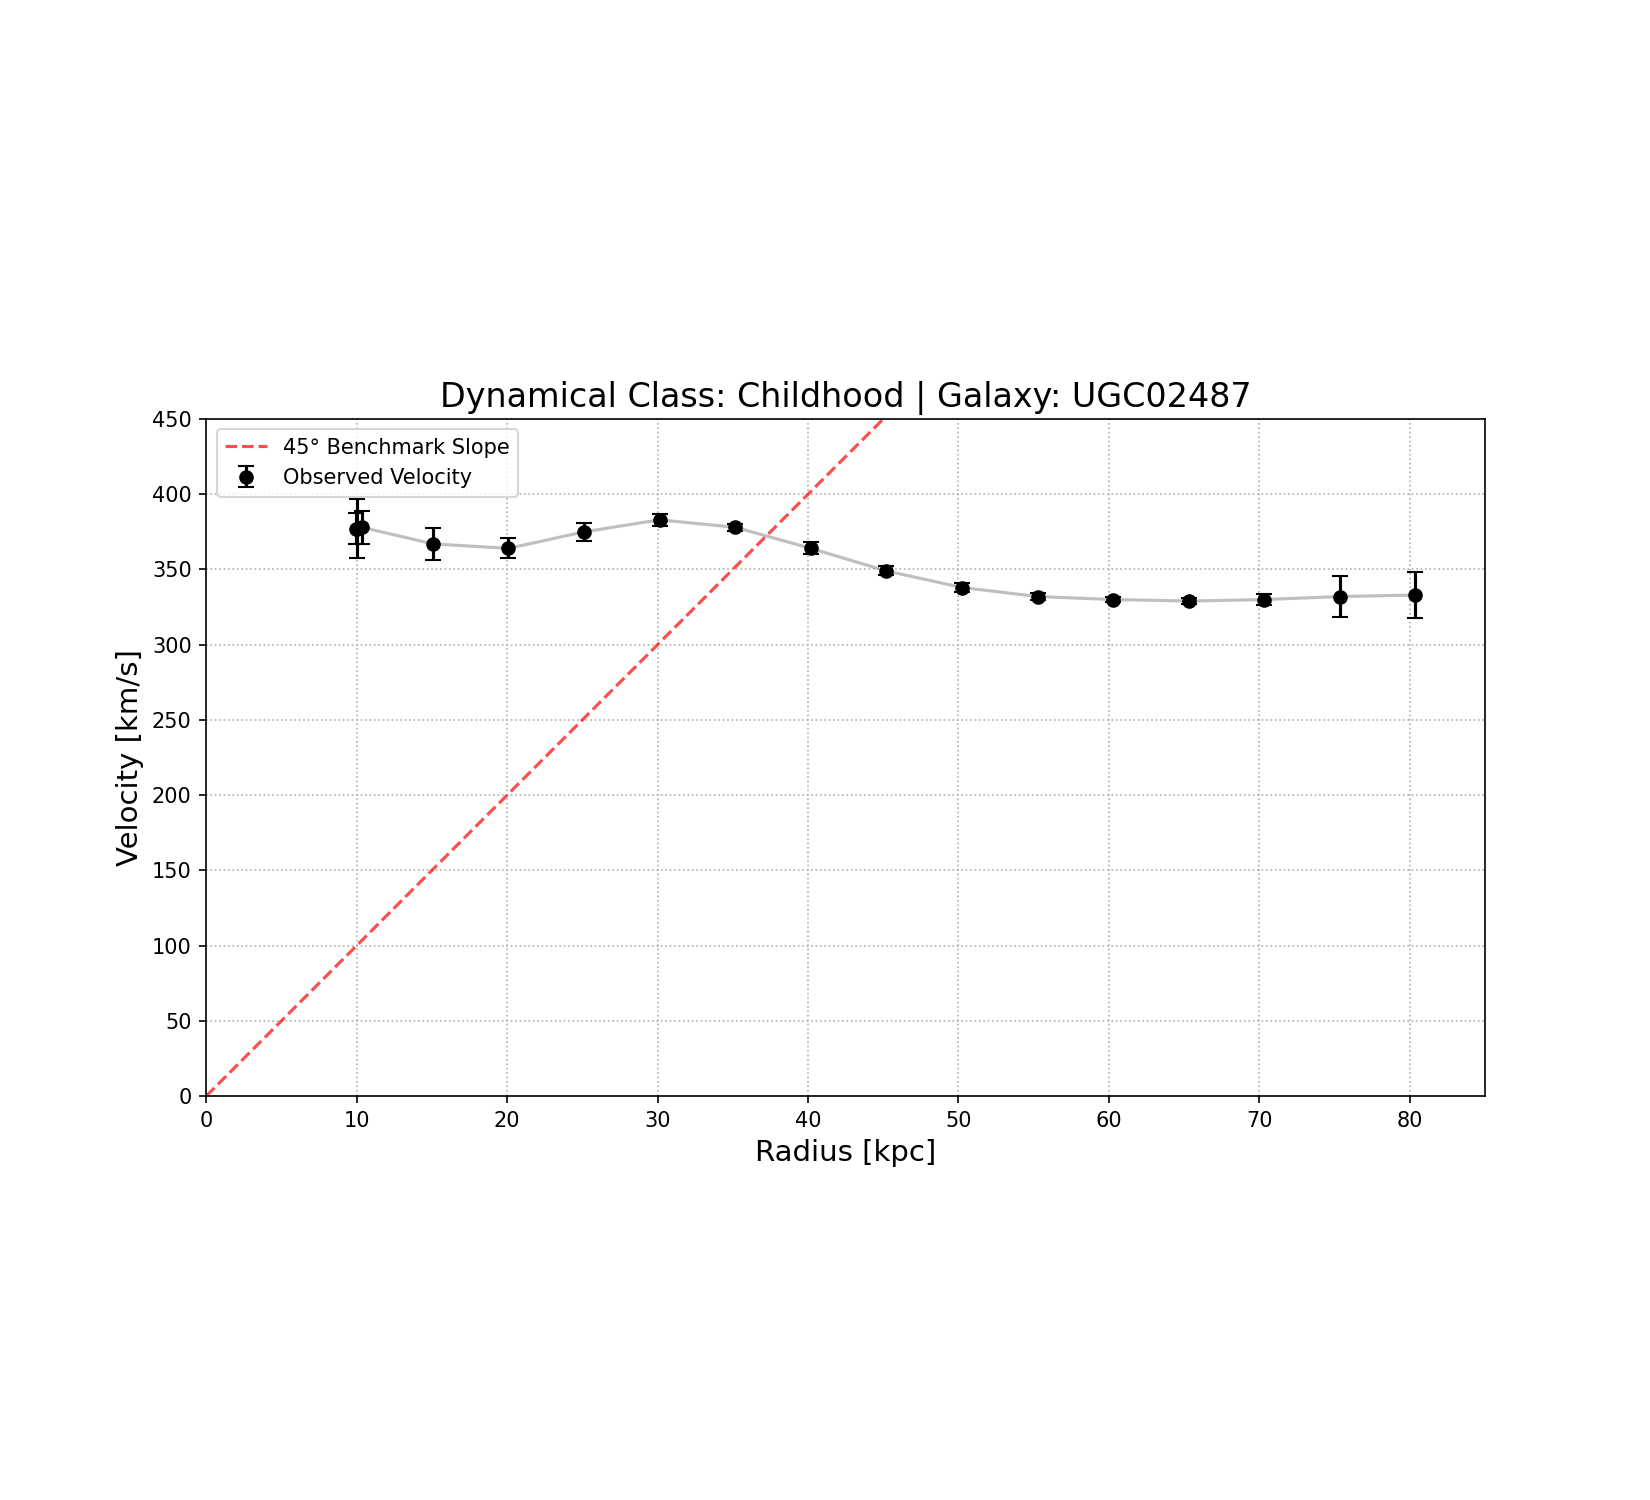 Dynamical Class: Childhood | Galaxy: UGC02487
45° Benchmark Slope
Observed Velocity
450
400
350
300
250
200
150
100
50
0
Velocity [km/s]
0 10 20 30 40 50 60 70 80
Radius [kpc]